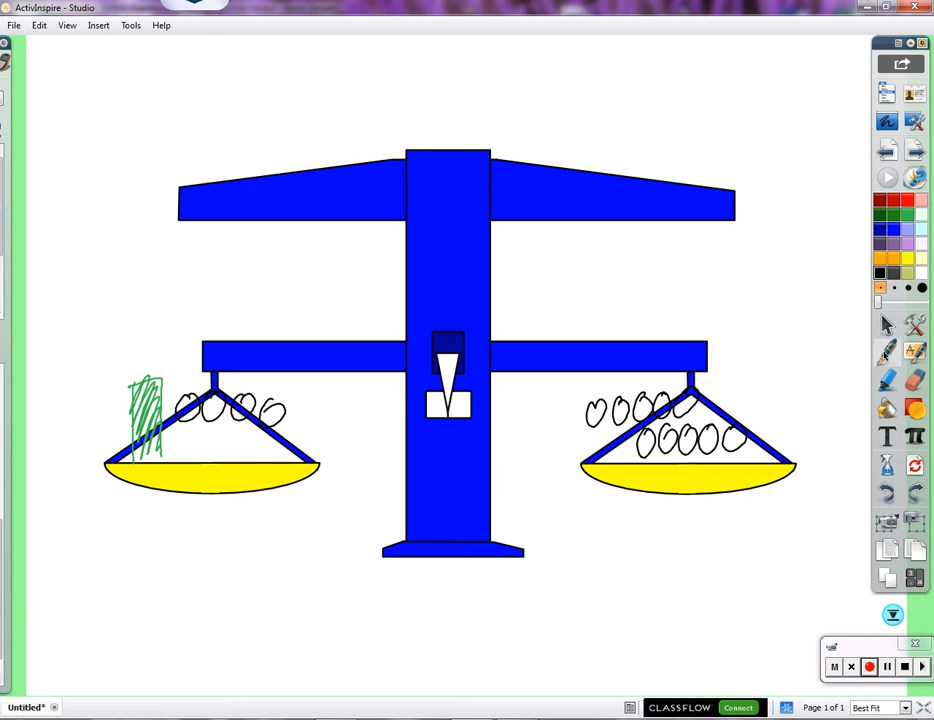 ActivInspire - Studio
File Edit View Insert Tools Help
M
Untitled*
CLASSFLOW Connect
Page 1 of 1
Best Fit